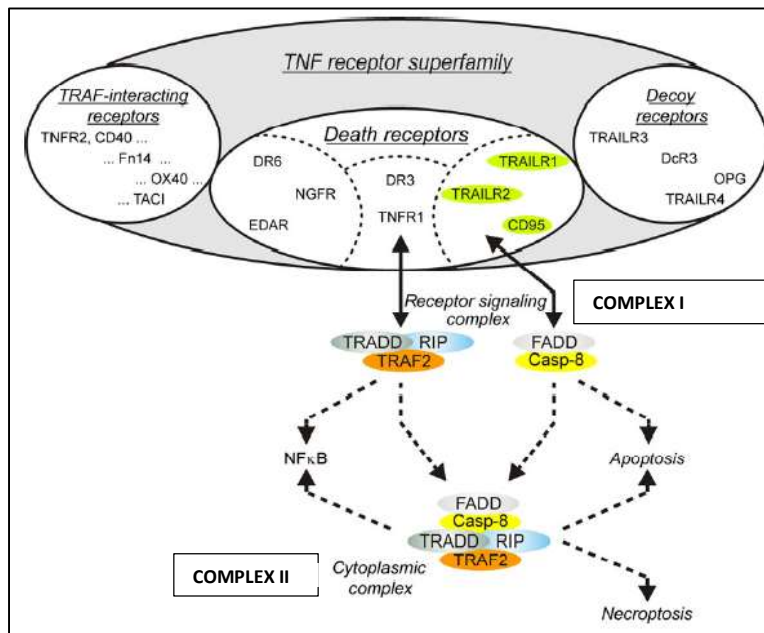 TNF receptor superfamily
TRAF-interacting
receptors
TNFR2, CD40 ...
... Fn14 ...
... OX40 ...
... TACI
Death receptors
DR6
NGFR
EDAR
DR3
TNFR1
TRAILR1
TRAILR2
CD95
Decoy
receptors
TRAILR3
DcR3
OPG
TRAILR4
Receptor signaling
complex
COMPLEX I
TRADD RIP
TRAF2
FADD
Casp-8
NFκB
Apoptosis
FADD
Casp-8
TRADD RIP
TRAF2
COMPLEX II
Cytoplasmic
complex
Necroptosis